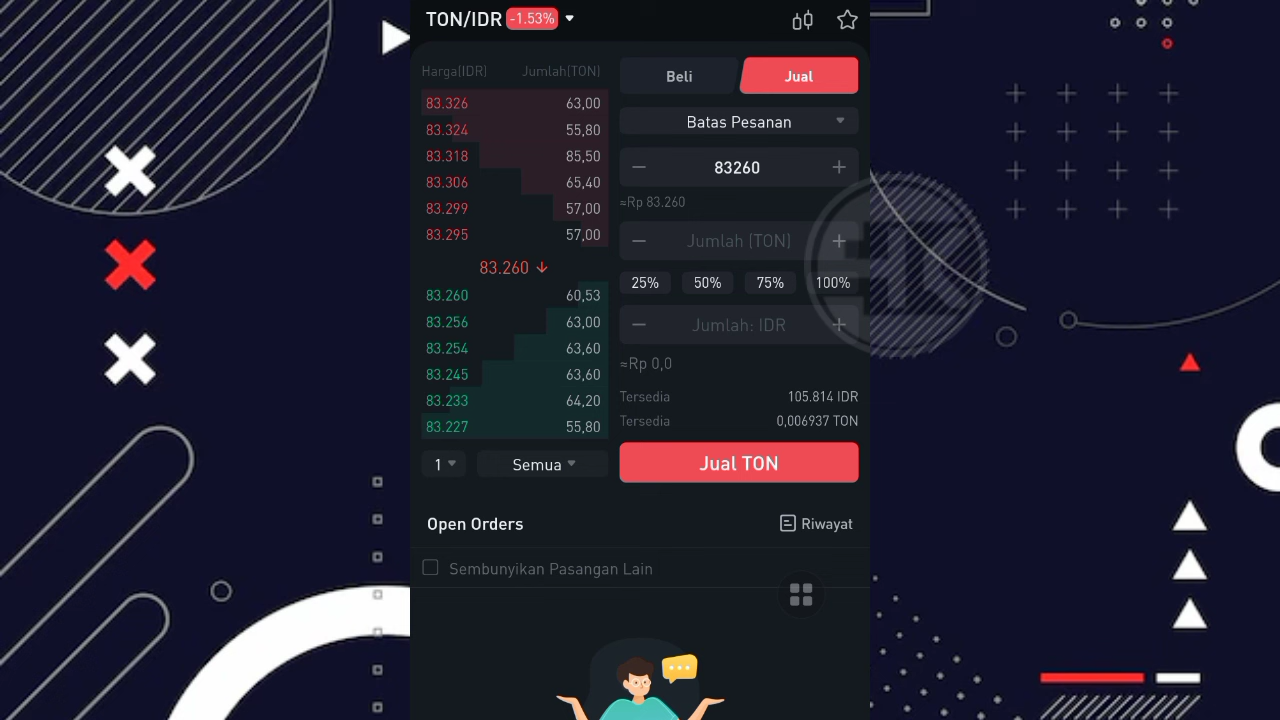 TON/IDR -1.53%
Harga(IDR) Jumlah(TON)
83.326 63,00
83.324 55,80
83.318 85,50
83.306 65,40
83.299 57,00
83.295 57,00
83.260 ↓
83.260 60,53
83.256 63,00
83.254 63,60
83.245 63,60
83.233 64,20
83.227 55,80
1 Semua
Beli Jual
Batas Pesanan
− 83260 +
≈Rp 83.260
− Jumlah (TON) +
25% 50% 75% 100%
− Jumlah: IDR +
≈Rp 0,0
Tersedia 105.814 IDR
Tersedia 0,006937 TON
Jual TON
Open Orders Riwayat
Sembunyikan Pasangan Lain